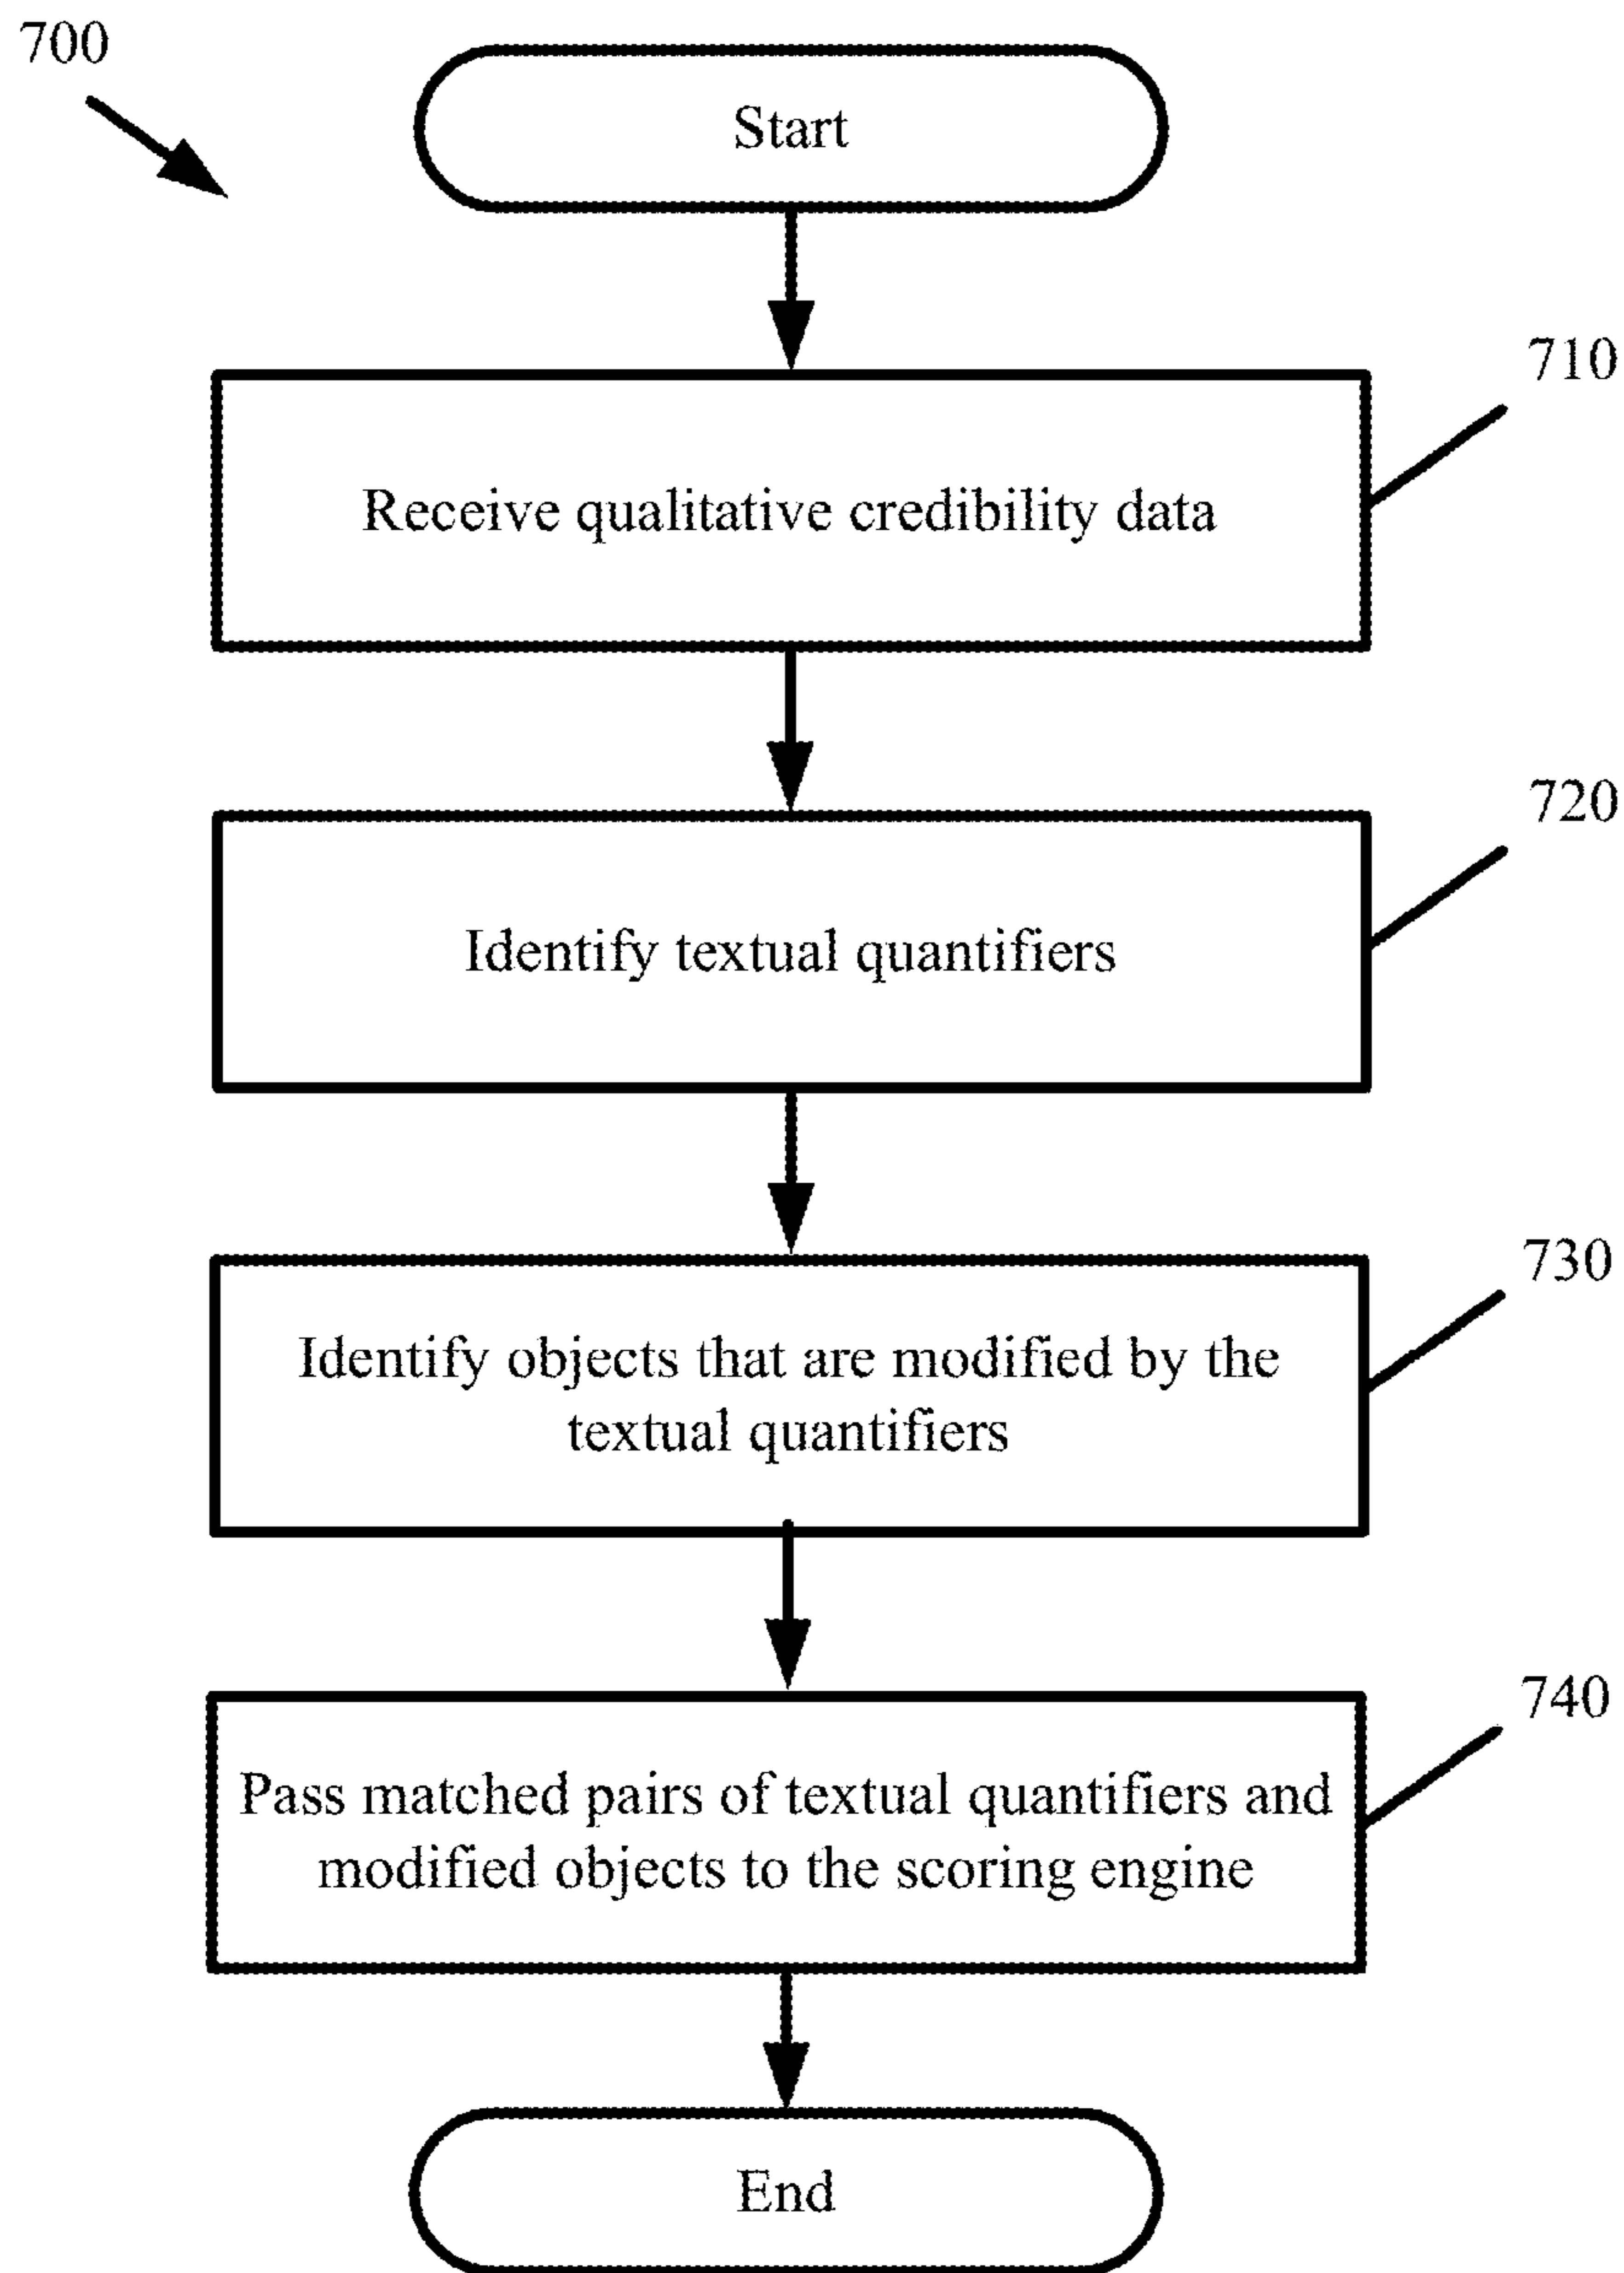 700
Start
710
Receive qualitative credibility data
720
Identify textual quantifiers
730
Identify objects that are modified by the
textual quantifiers
740
Pass matched pairs of textual quantifiers and
modified objects to the scoring engine
End